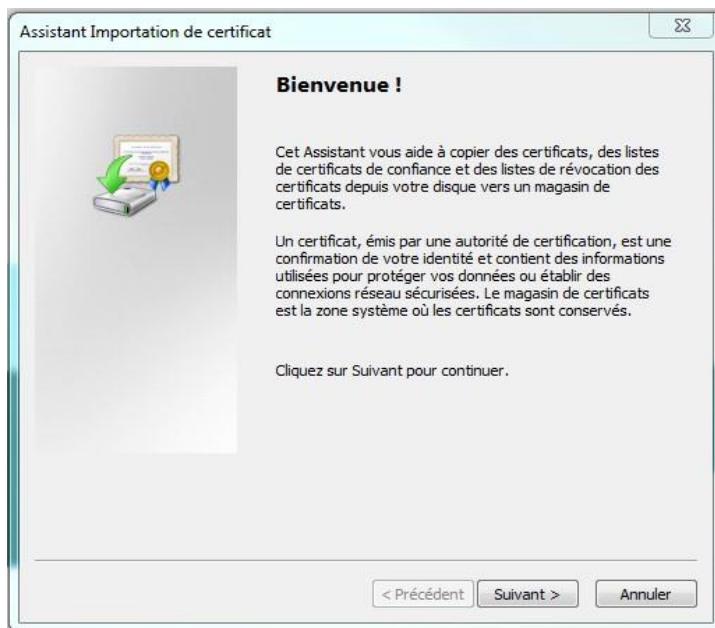 Assistant Importation de certificat
Bienvenue !
Cet Assistant vous aide à copier des certificats, des listes
de certificats de confiance et des listes de révocation des
certificats depuis votre disque vers un magasin de
certificats.
Un certificat, émis par une autorité de certification, est une
confirmation de votre identité et contient des informations
utilisées pour protéger vos données ou établir des
connexions réseau sécurisées. Le magasin de certificats
est la zone système où les certificats sont conservés.
Cliquez sur Suivant pour continuer.
< Précédent Suivant > Annuler